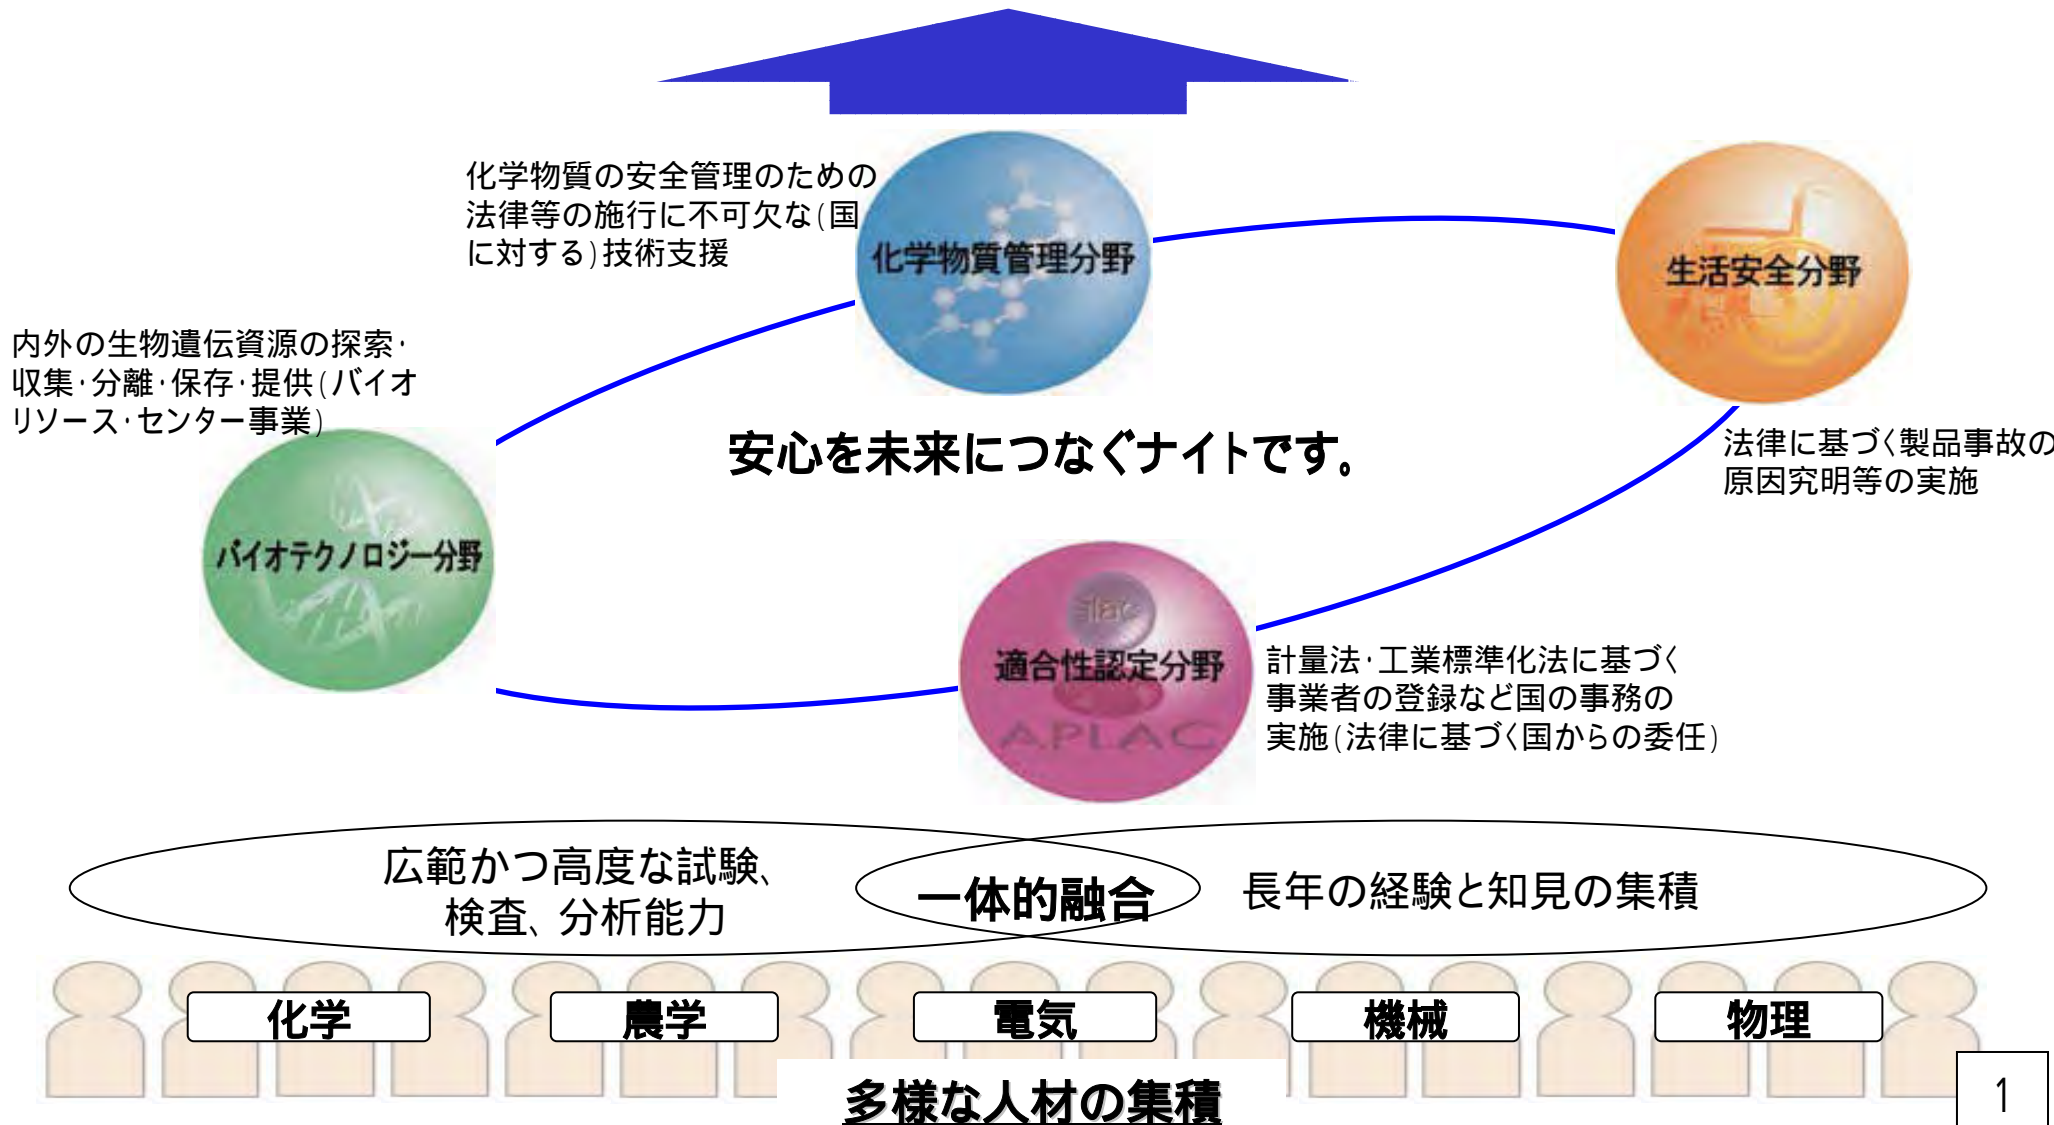 化学物質の安全管理のための
法律等の施行に不可欠な(国
に対する)技術支援
化学物質管理分野
生活安全分野
内外の生物遺伝資源の探索・
収集・分離・保存・提供(バイオ
リソース・センター事業)
安心を未来につなぐナイトです。
法律に基づく製品事故の
原因究明等の実施
バイオテクノロジー分野
ilac
適合性認定分野
APLAC
計量法・工業標準化法に基づく
事業者の登録など国の事務の
実施(法律に基づく国からの委任)
広範かつ高度な試験、
検査、分析能力
一体的融合
長年の経験と知見の集積
化学
農学
電気
機械
物理
多様な人材の集積
1